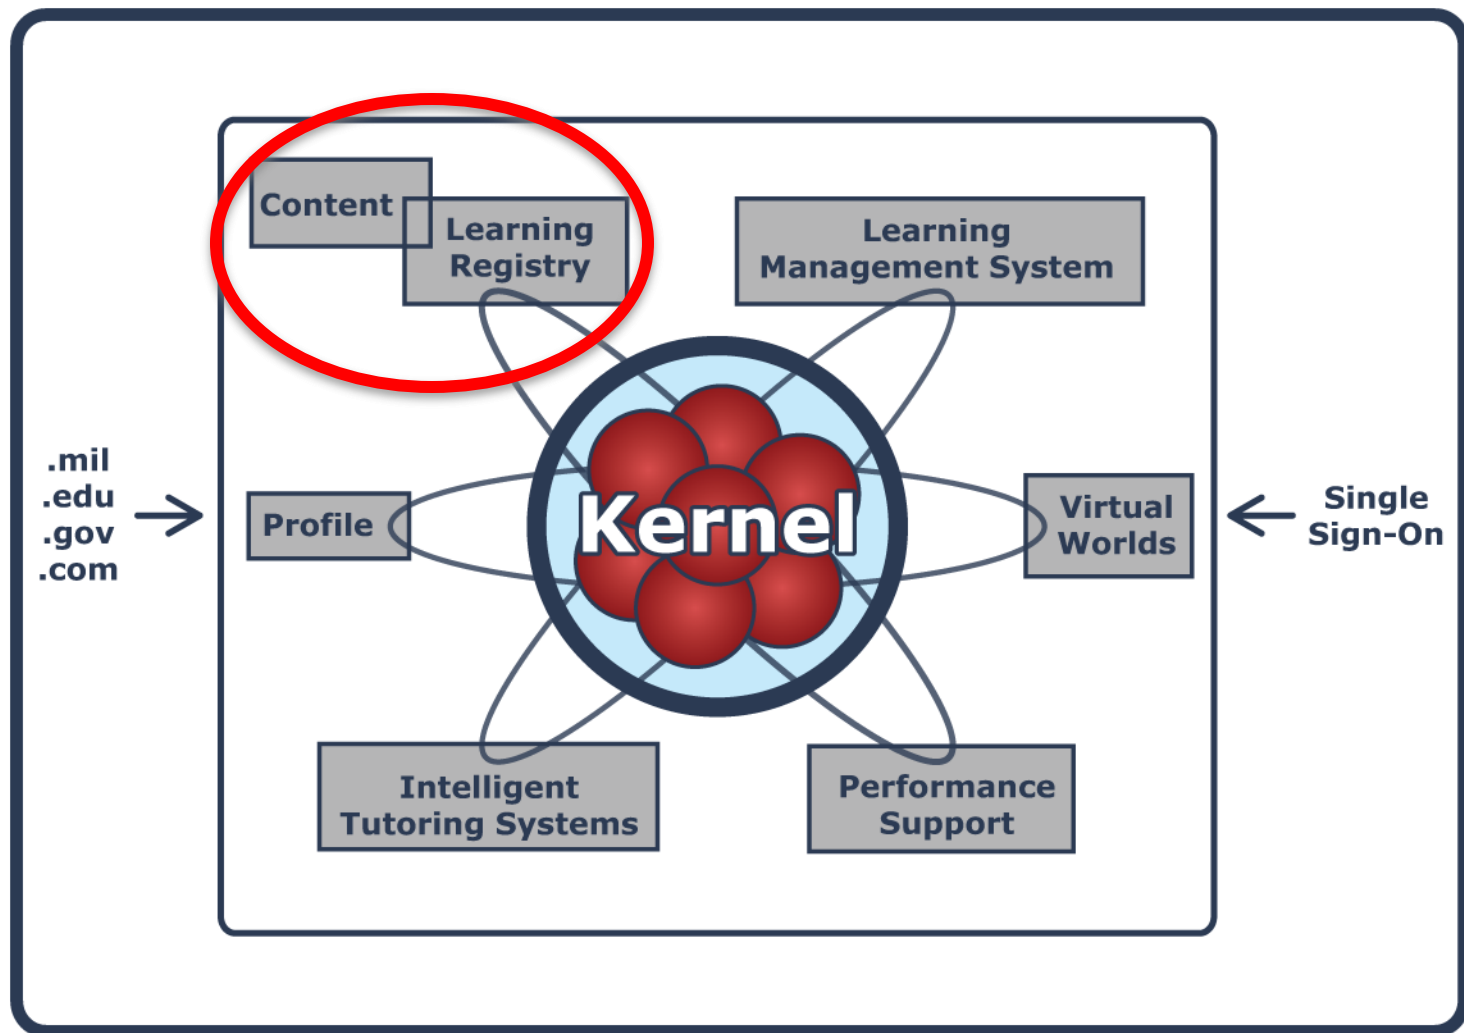 Content
Learning
Registry
Learning
Management System
.mil
.edu
.gov
.com
Profile
Kernel
Virtual
Worlds
Single
Sign-On
Intelligent
Tutoring Systems
Performance
Support